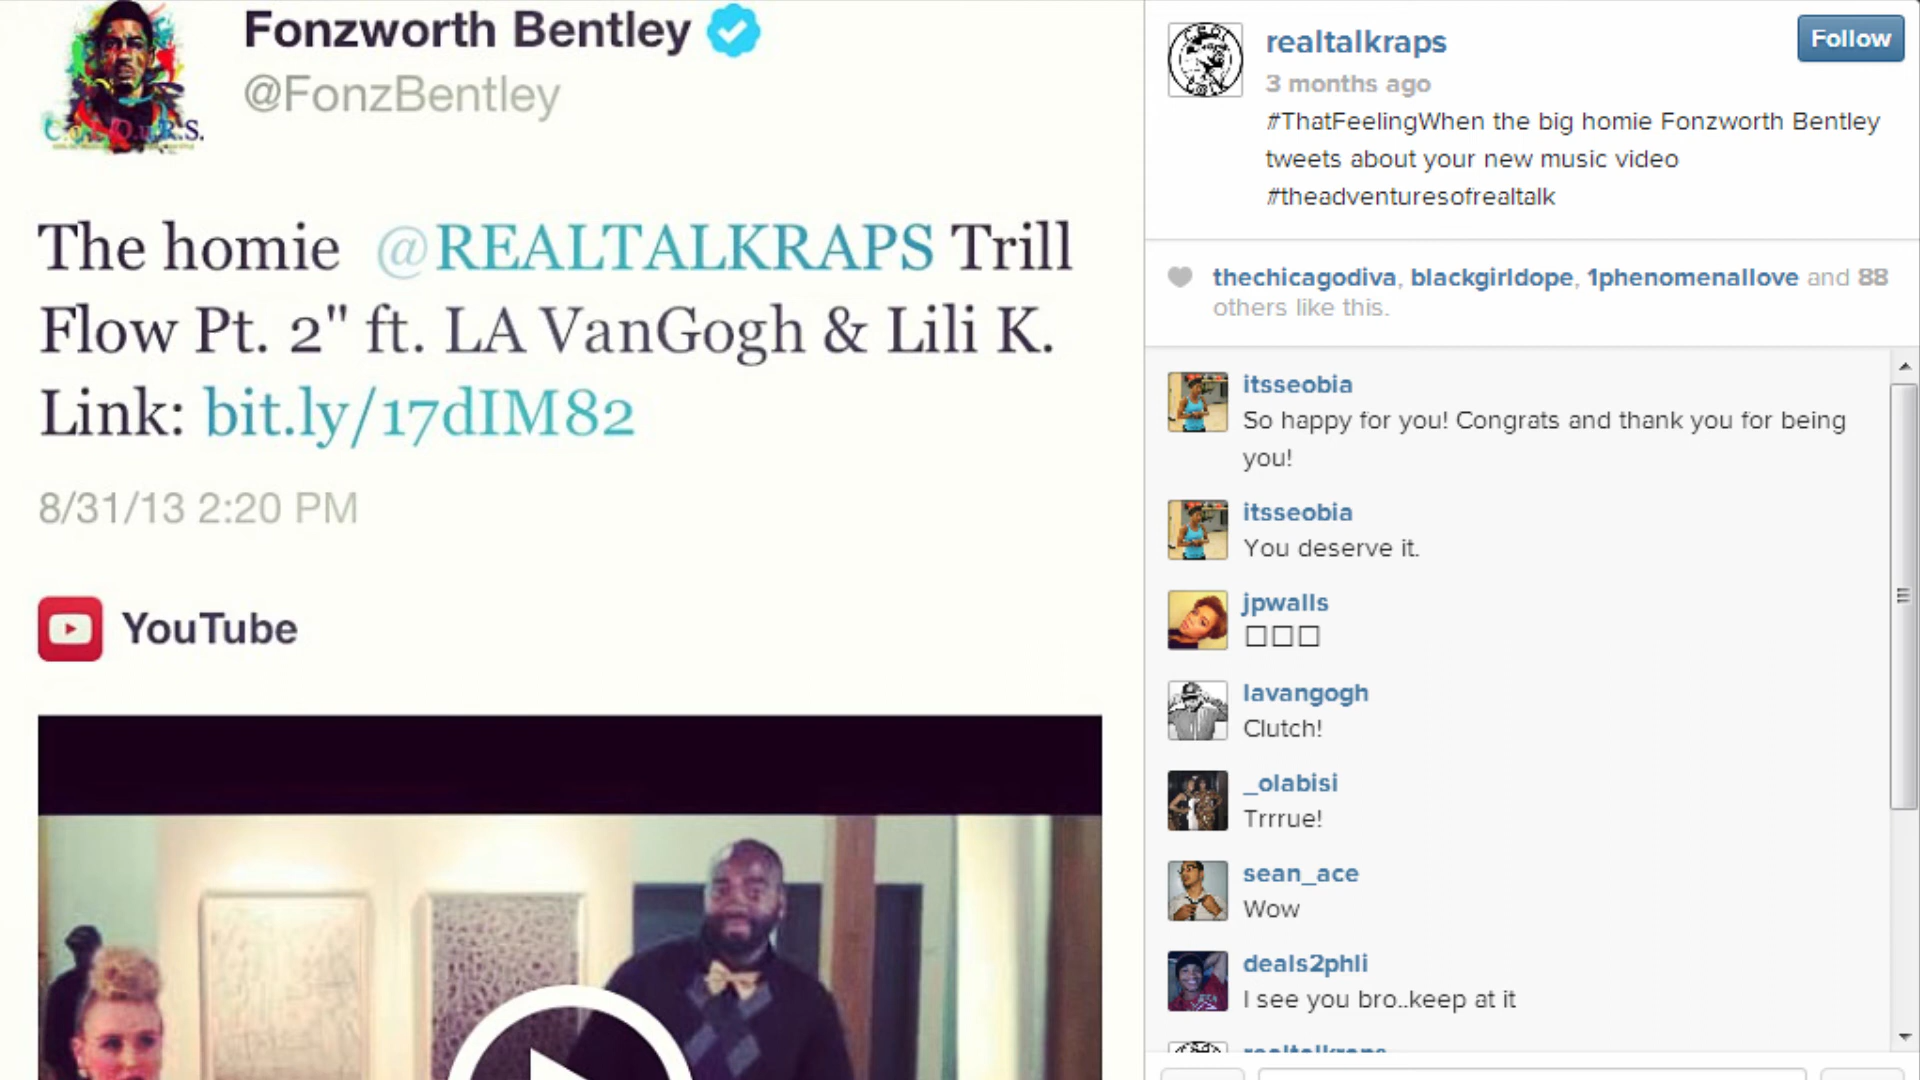 Fonzworth Bentley
@FonzBentley
C.o.L.O.u.R.S.
The homie @REALTALKRAPS Trill
Flow Pt. 2" ft. LA VanGogh & Lili K.
Link: bit.ly/17dIM82
8/31/13 2:20 PM
YouTube
realtalkraps
Follow
3 months ago
#ThatFeelingWhen the big homie Fonzworth Bentley
tweets about your new music video
#theadventuresofrealtalk
thechicagodiva, blackgirldope, 1phenomenallove and 88
others like this.
itsseobia
So happy for you! Congrats and thank you for being
you!
itsseobia
You deserve it.
jpwalls
lavangogh
Clutch!
_olabisi
Trrrue!
sean_ace
Wow
deals2phli
I see you bro..keep at it
realtalkraps